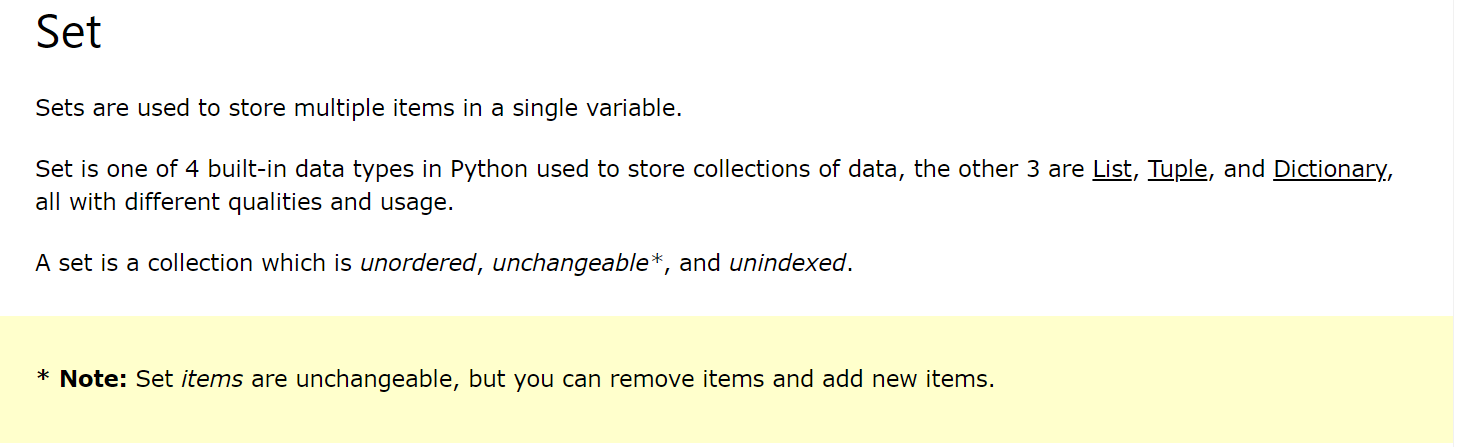 Set
Sets are used to store multiple items in a single variable.
Set is one of 4 built-in data types in Python used to store collections of data, the other 3 are List, Tuple, and Dictionary,
all with different qualities and usage.
A set is a collection which is unordered, unchangeable*, and unindexed.
* Note: Set items are unchangeable, but you can remove items and add new items.